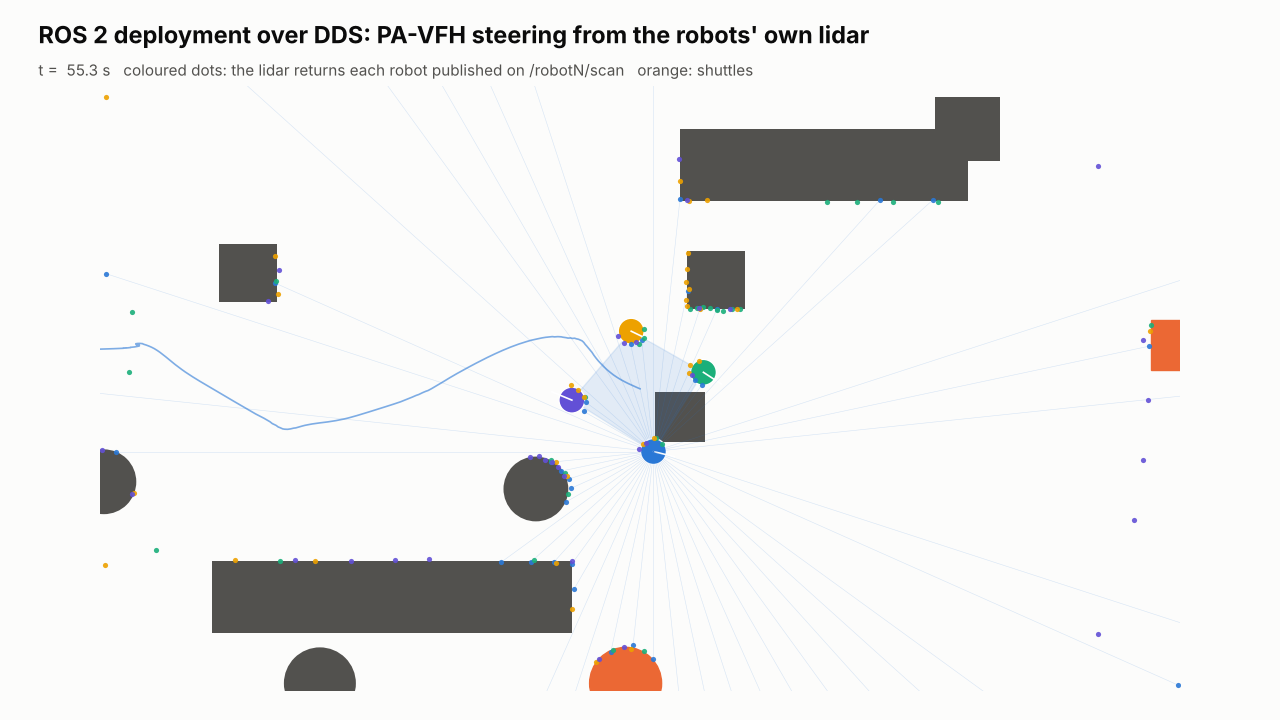 ROS 2 deployment over DDS: PA-VFH steering from the robots' own lidar
t =  55.3 s   coloured dots: the lidar returns each robot published on /robotN/scan   orange: shuttles